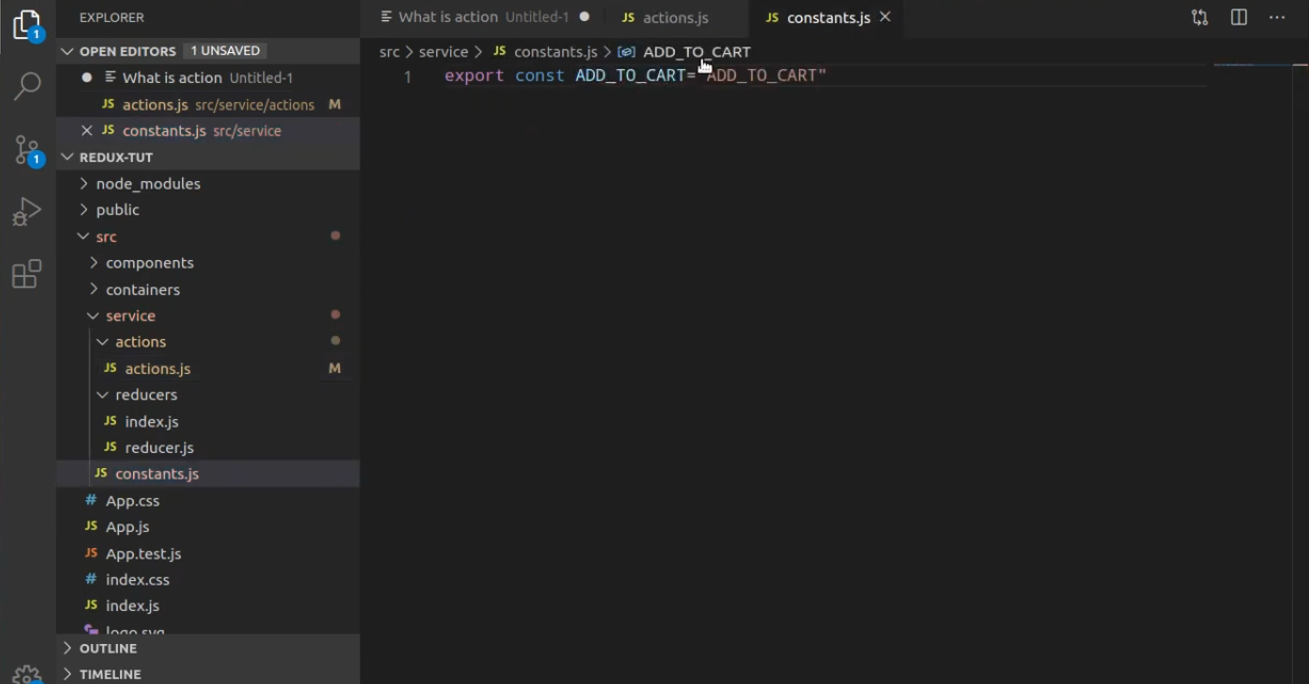 1
EXPLORER
What is action Untitled-1
JS actions.js
JS constants.js
OPEN EDITORS 1 UNSAVED
src > service > JS constants.js > ADD_TO_CART
What is action Untitled-1
1 export const ADD_TO_CART="ADD_TO_CART"
JS actions.js src/service/actions M
JS constants.js src/service
1
REDUX-TUT
node_modules
public
src
components
containers
service
actions
JS actions.js M
reducers
JS index.js
JS reducer.js
JS constants.js
# App.css
JS App.js
JS App.test.js
# index.css
JS index.js
logo.svg
OUTLINE
TIMELINE